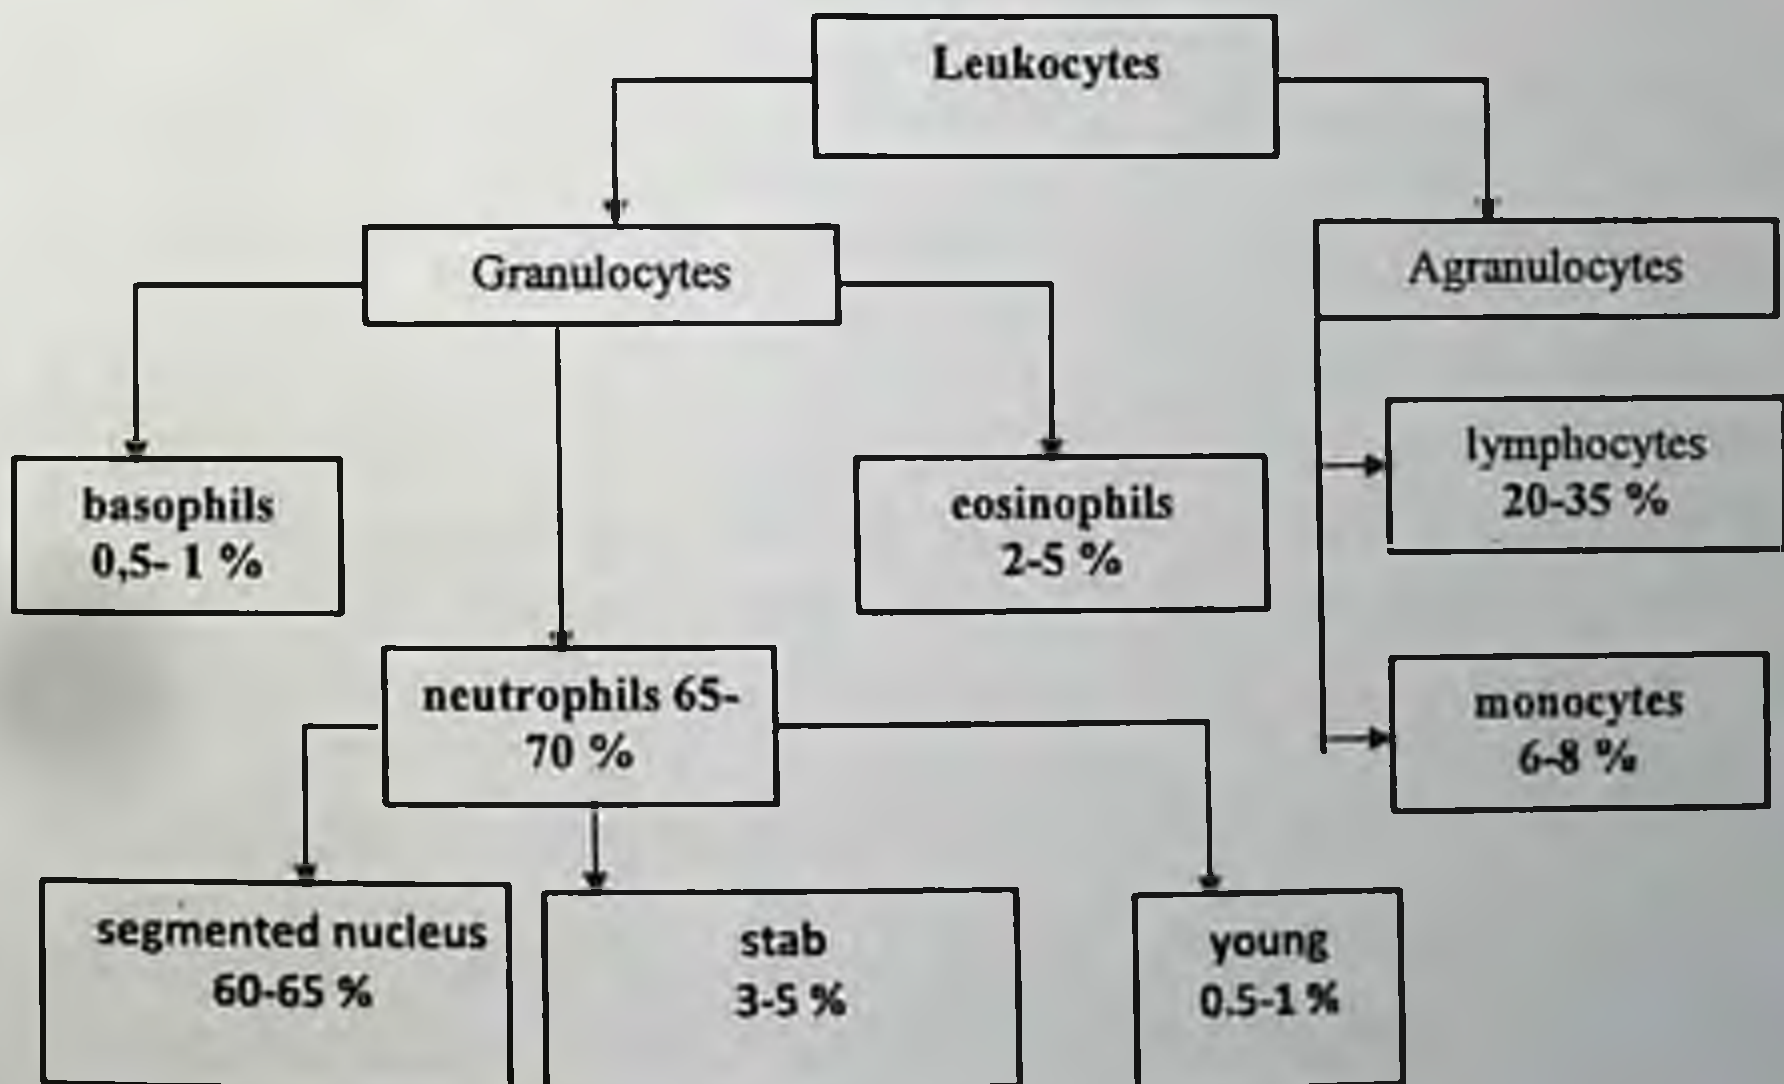 Leukocytes
Granulocytes
Agranulocytes
basophils
0,5- 1 %
eosinophils
2-5 %
lymphocytes
20-35 %
neutrophils 65-
70 %
monocytes
6-8 %
segmented nucleus
60-65 %
stab
3-5 %
young
0.5-1 %